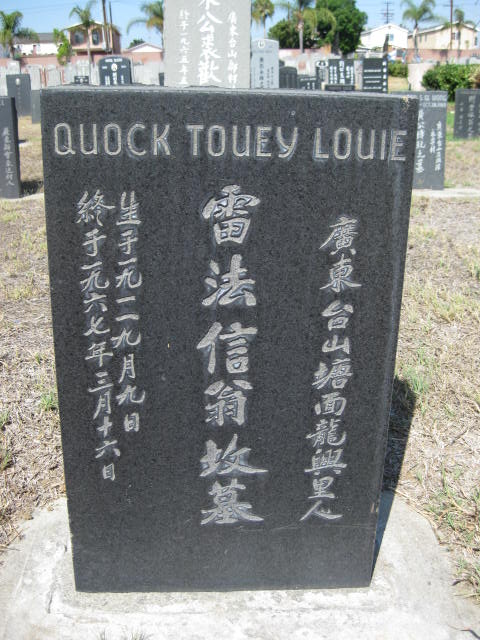 QUOCK TOUEY LOUIE
廣東台山塘面龍興里人
雷法信翁故墓
生于一九一一九月九日
終于一九六七年三月十六日